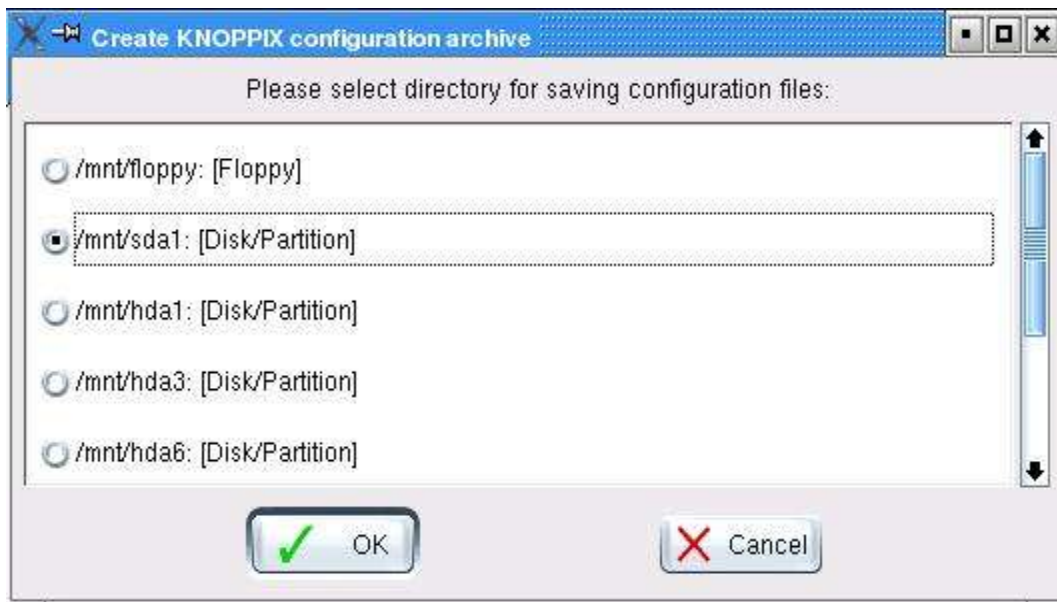 Create KNOPPIX configuration archive
Please select directory for saving configuration files:
/mnt/floppy: [Floppy]
/mnt/sda1: [Disk/Partition]
/mnt/hda1: [Disk/Partition]
/mnt/hda3: [Disk/Partition]
/mnt/hda6: [Disk/Partition]
OK
Cancel